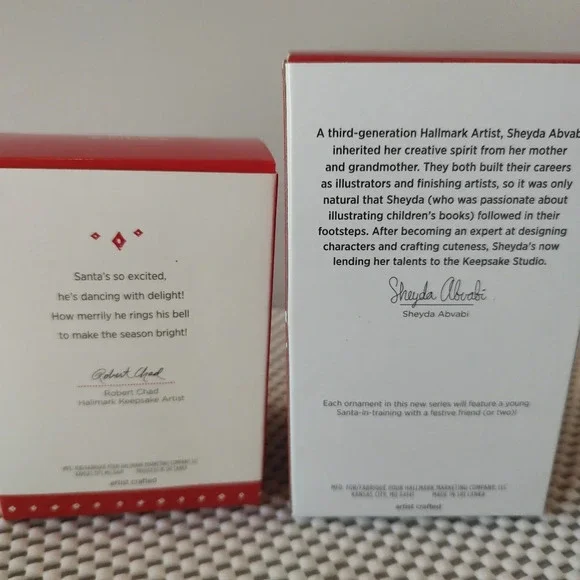 Santa's so excited,
he's dancing with delight!
How merrily he rings his bell
to make the season bright!
Robert Chad
Robert Chad
Hallmark Keepsake Artist
artist crafted
A third-generation Hallmark Artist, Sheyda Abvab
inherited her creative spirit from her mother
and grandmother. They both built their careers
as illustrators and finishing artists, so it was only
natural that Sheyda (who was passionate about
illustrating children's books) followed in their
footsteps. After becoming an expert at designing
characters and crafting cuteness, Sheyda's now
lending her talents to the Keepsake Studio.
Sheyda Abvabi
Sheyda Abvabi
Each ornament in this new series will feature a young
Santa-in-training with a festive friend (or two)!
HALLMARK MARKETING COMPANY, LLC
KANSAS CITY, MO MADE IN SRI LANKA
artist crafted